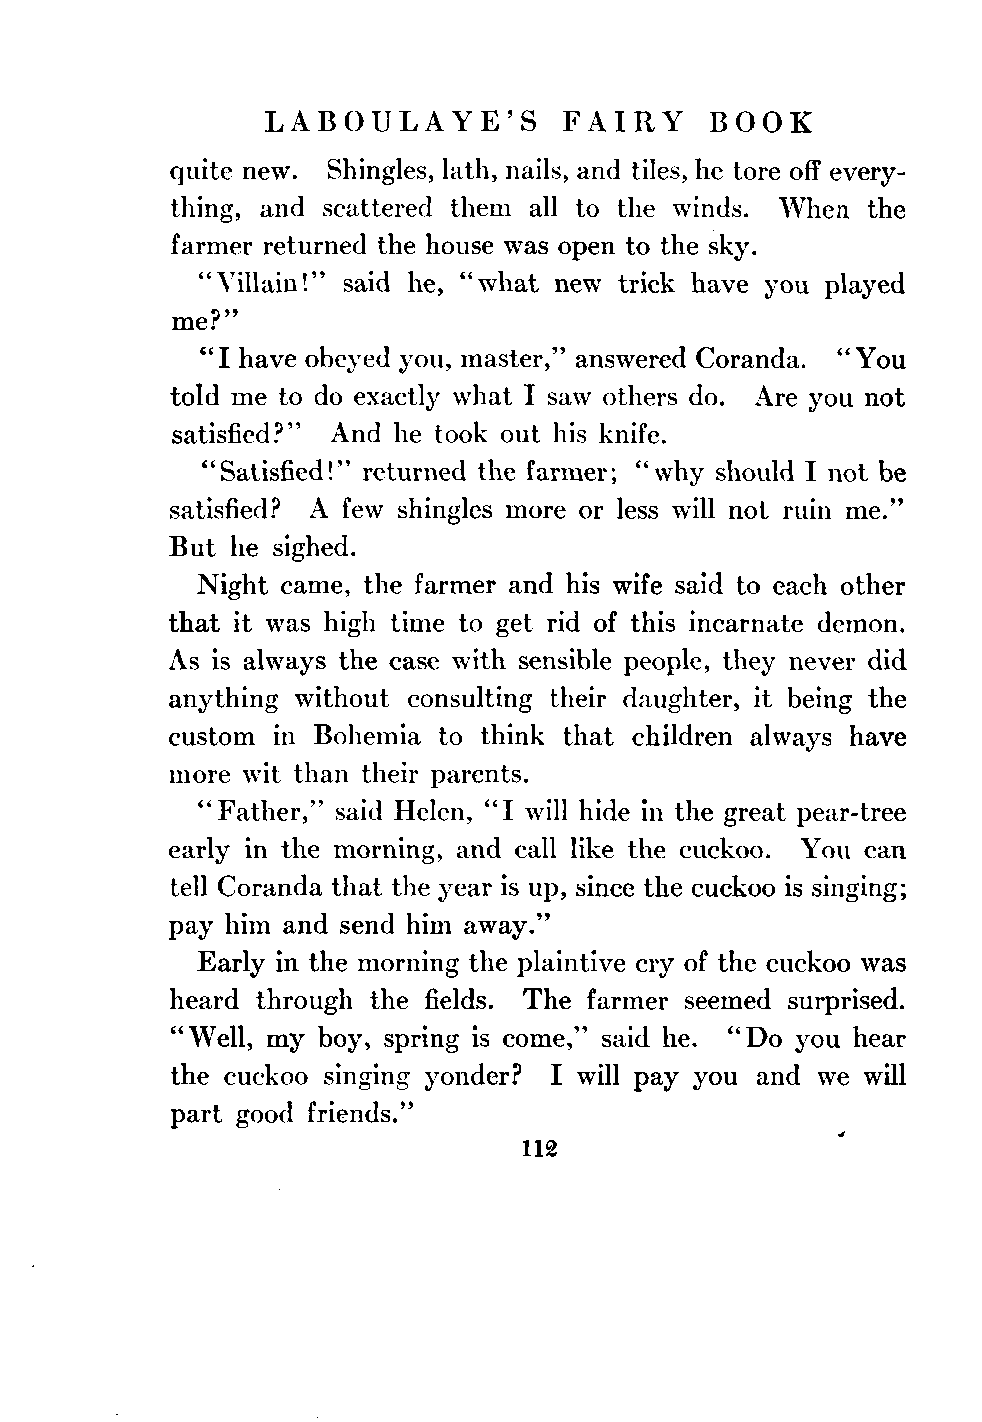 LABOULAYE'S FAIRY BOOK
quite new. Shingles, lath, nails, and tiles, he tore off every-
thing, and scattered them all to the winds. When the
farmer returned the house was open to the sky.
"Villain!" said he, "what new trick have you played
me?"
"I have obeyed you, master," answered Coranda. "You
told me to do exactly what I saw others do. Are you not
satisfied?" And he took out his knife.
"Satisfied!" returned the farmer; "why should I not be
satisfied? A few shingles more or less will not ruin me."
But he sighed.
Night came, the farmer and his wife said to each other
that it was high time to get rid of this incarnate demon.
As is always the case with sensible people, they never did
anything without consulting their daughter, it being the
custom in Bohemia to think that children always have
more wit than their parents.
"Father," said Helen, "I will hide in the great pear-tree
early in the morning, and call like the cuckoo. You can
tell Coranda that the year is up, since the cuckoo is singing;
pay him and send him away."
Early in the morning the plaintive cry of the cuckoo was
heard through the fields. The farmer seemed surprised.
"Well, my boy, spring is come," said he. "Do you hear
the cuckoo singing yonder? I will pay you and we will
part good friends."
112